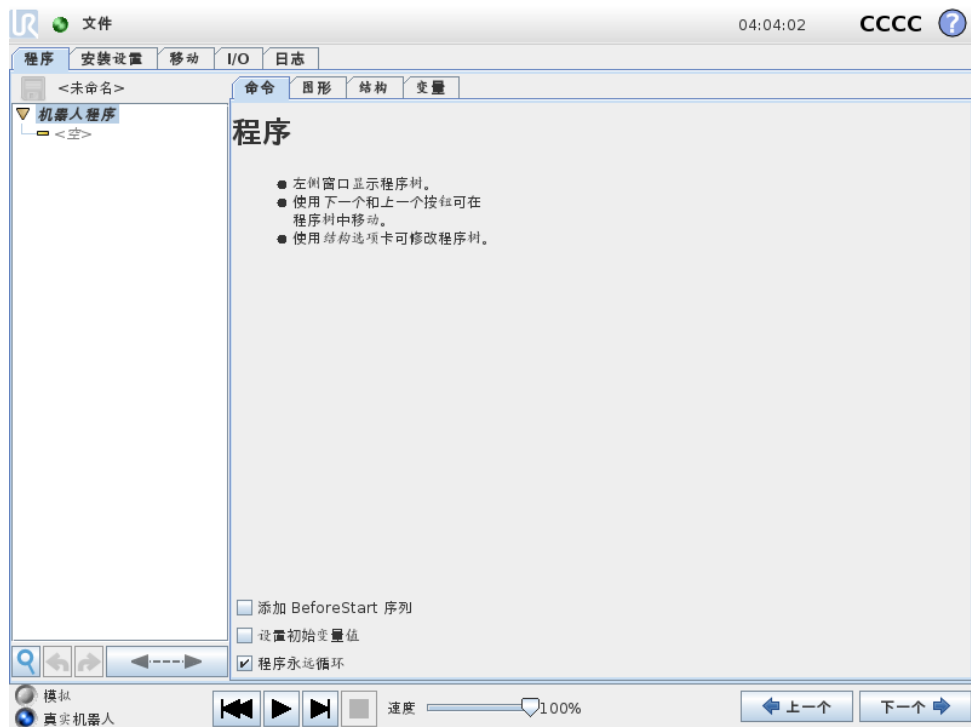 UR 文件 04:04:02 CCCC ?
程序 安装设置 移动 I/O 日志
<未命名> 命令 图形 结构 变量
机器人程序
<空>
程序
左侧窗口显示程序树。
使用下一个和上一个按钮可在
程序树中移动。
使用结构选项卡可修改程序树。
添加 BeforeStart 序列
设置初始变量值
程序永远循环
模拟
真实机器人
速度 100% 上一个 下一个